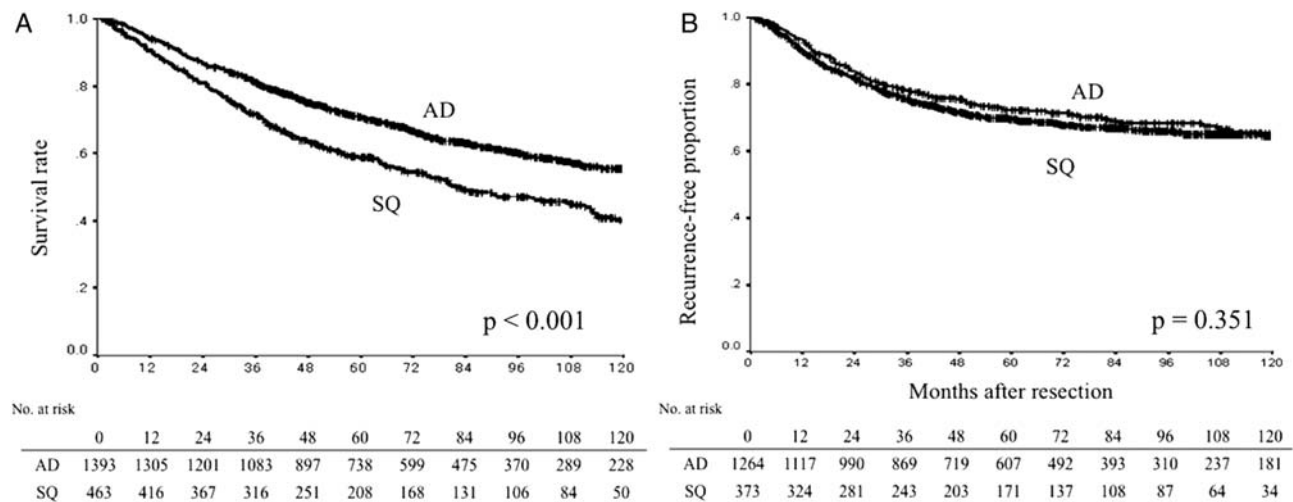 A
1.0
.8
.6
.4
.2
0.0
Survival rate
AD
SQ
p < 0.001
0 12 24 36 48 60 72 84 96 108 120
No. at risk
0 12 24 36 48 60 72 84 96 108 120
AD 1393 1305 1201 1083 897 738 599 475 370 289 228
SQ 463 416 367 316 251 208 168 131 106 84 50
B
1.0
.8
.6
.4
.2
0.0
Recurrence-free proportion
AD
SQ
p = 0.351
0 12 24 36 48 60 72 84 96 108 120
Months after resection
No. at risk
0 12 24 36 48 60 72 84 96 108 120
AD 1264 1117 990 869 719 607 492 393 310 237 181
SQ 373 324 281 243 203 171 137 108 87 64 34